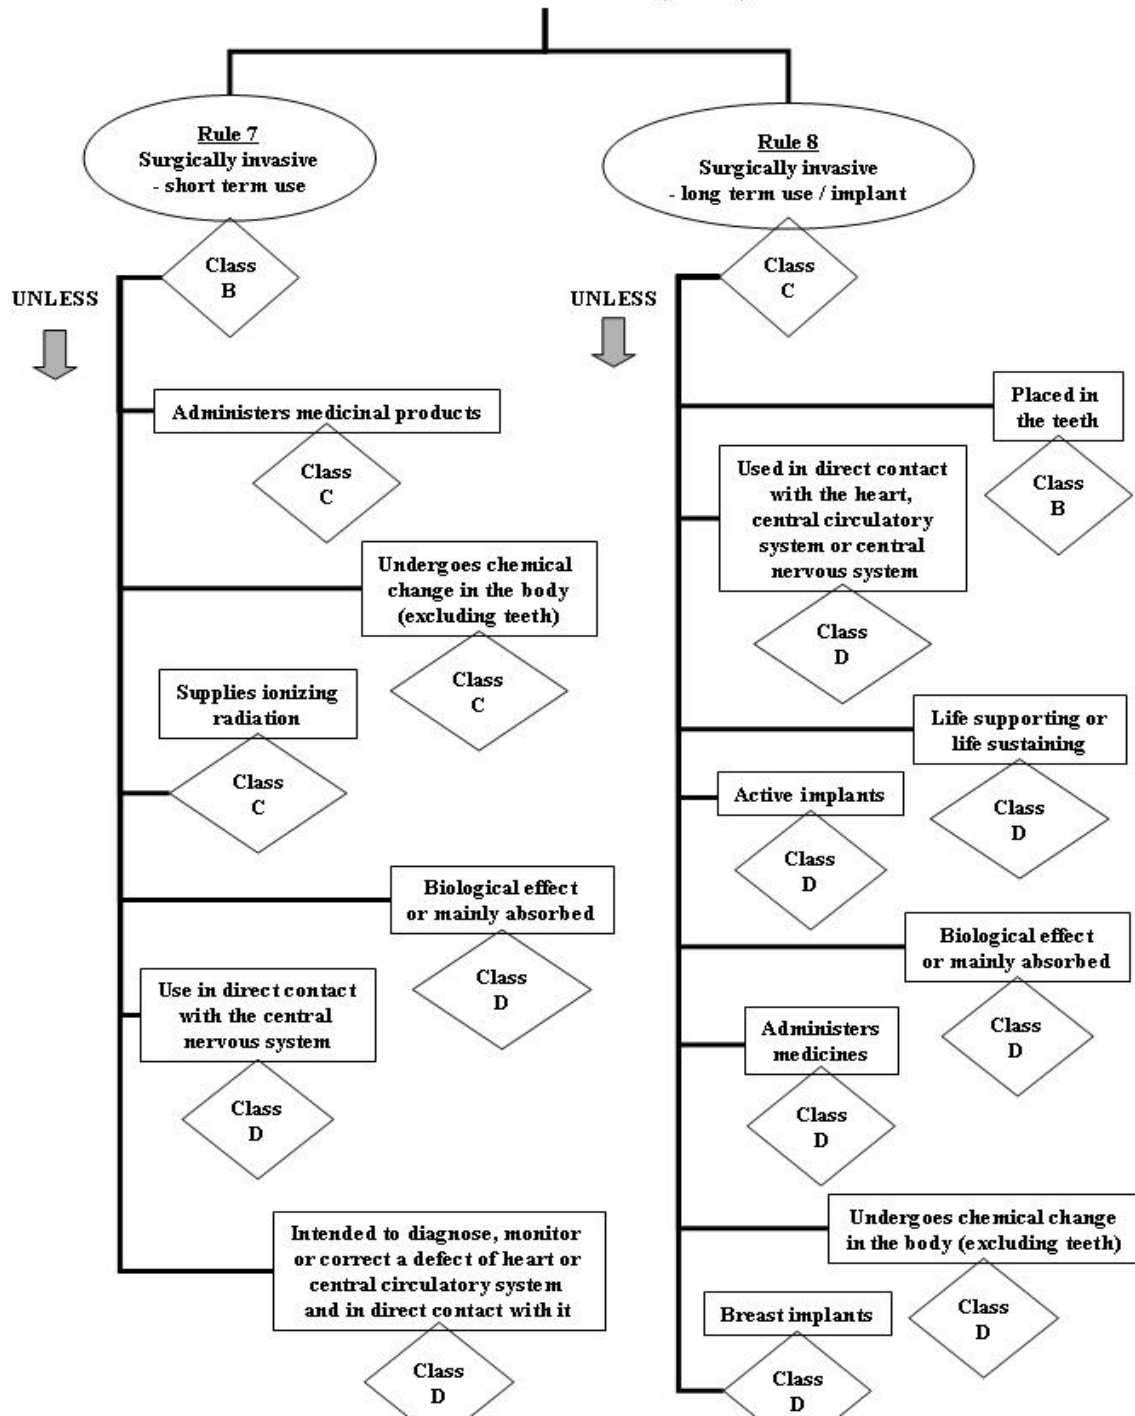 Rule 7
Surgically invasive
- short term use
Class
B
UNLESS
Administers medicinal products
Class
C
Undergoes chemical
change in the body
(excluding teeth)
Class
C
Supplies ionizing
radiation
Class
C
Biological effect
or mainly absorbed
Class
D
Use in direct contact
with the central
nervous system
Class
D
Intended to diagnose, monitor
or correct a defect of heart or
central circulatory system
and in direct contact with it
Class
D
Rule 8
Surgically invasive
- long term use / implant
Class
C
UNLESS
Placed in
the teeth
Class
B
Used in direct contact
with the heart,
central circulatory
system or central
nervous system
Class
D
Life supporting or
life sustaining
Class
D
Active implants
Class
D
Biological effect
or mainly absorbed
Class
D
Administers
medicines
Class
D
Undergoes chemical change
in the body (excluding teeth)
Class
D
Breast implants
Class
D